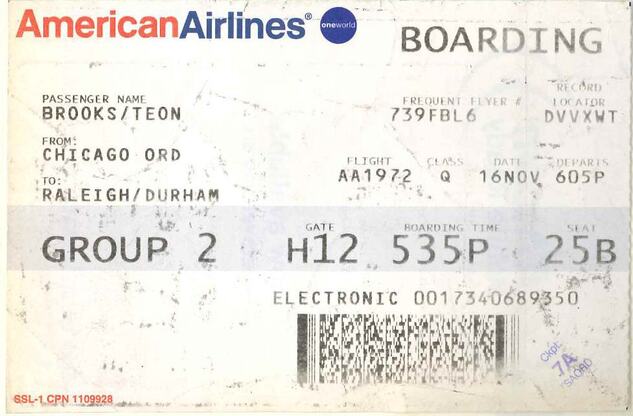 AmericanAirlines® oneworld
BOARDING
PASSENGER NAME
BROOKS/TEON
FREQUENT FLYER #
739FBL6
RECORD LOCATOR
DVVXWT
FROM:
CHICAGO ORD
TO:
RALEIGH/DURHAM
FLIGHT CLASS DATE DEPARTS
AA1972 Q 16NOV 605P
GATE BOARDING TIME SEAT
GROUP 2 H12 535P 25B
ELECTRONIC 0017340689350
Ckpt
7A
SSL-1 CPN 1109928